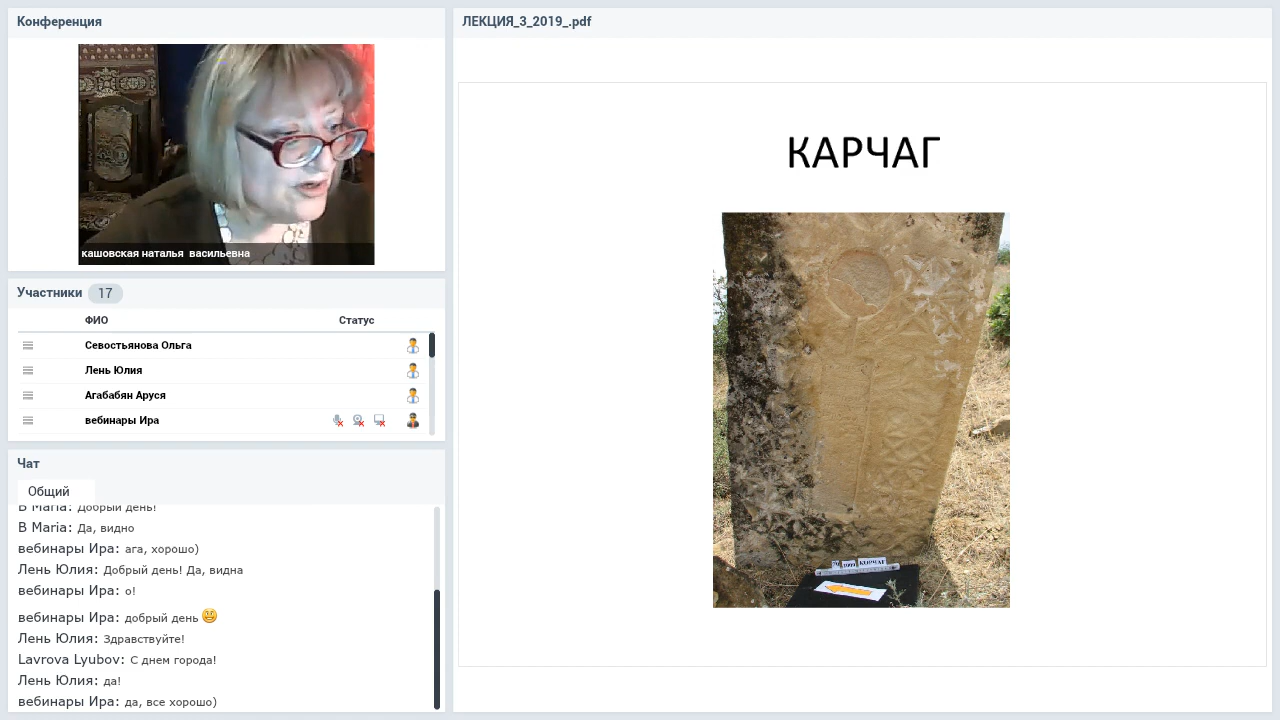 Конференция
кашовская наталья васильевна
Участники 17
ФИО Статус
Севостьянова Ольга
Лень Юлия
Агабабян Аруся
вебинары Ира
Чат
Общий
B Maria: Добрый день!
B Maria: Да, видно
вебинары Ира: ага, хорошо)
Лень Юлия: Добрый день! Да, видна
вебинары Ира: о!
вебинары Ира: добрый день
Лень Юлия: Здравствуйте!
Lavrova Lyubov: С днем города!
Лень Юлия: да!
вебинары Ира: да, все хорошо)
ЛЕКЦИЯ_3_2019_.pdf
КАРЧАГ
КОРЧАГ